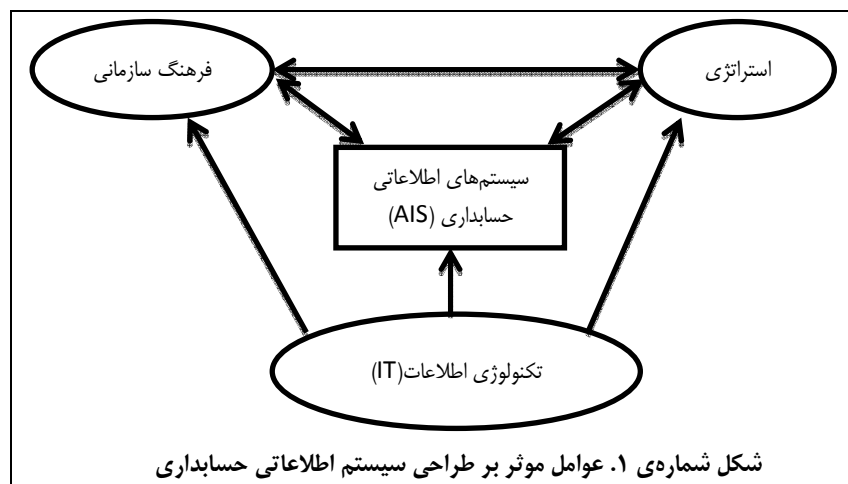 استراتژی
فرهنگ سازمانی
سیستم‌های اطلاعاتی
حسابداری (AIS)
تکنولوژی اطلاعات(IT)
شکل شماره‌ی ۱. عوامل موثر بر طراحی سیستم اطلاعاتی حسابداری